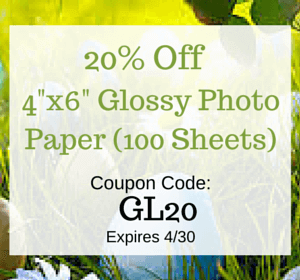 20% Off
4"x6" Glossy Photo
Paper (100 Sheets)
Coupon Code:
GL20
Expires 4/30